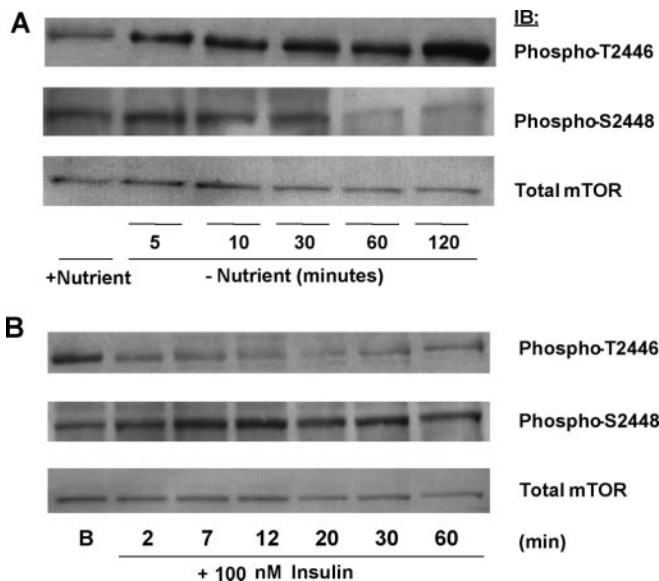 A
IB:
Phospho-T2446
Phospho-S2448
Total mTOR
5 10 30 60 120
+Nutrient - Nutrient (minutes)
B
Phospho-T2446
Phospho-S2448
Total mTOR
B 2 7 12 20 30 60 (min)
+ 100 nM Insulin